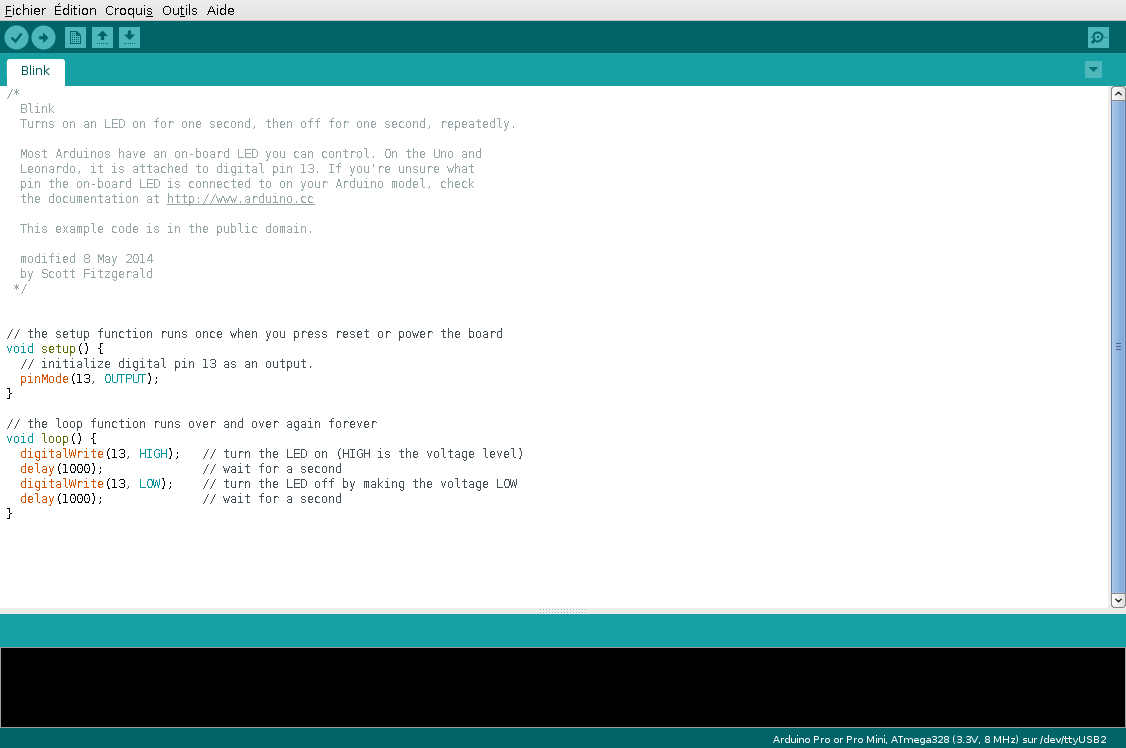 Fichier Édition Croquis Outils Aide
Blink
/*
  Blink
  Turns on an LED on for one second, then off for one second, repeatedly.

  Most Arduinos have an on-board LED you can control. On the Uno and
  Leonardo, it is attached to digital pin 13. If you're unsure what
  pin the on-board LED is connected to on your Arduino model, check
  the documentation at http://www.arduino.cc

  This example code is in the public domain.

  modified 8 May 2014
  by Scott Fitzgerald
 */

// the setup function runs once when you press reset or power the board
void setup() {
  // initialize digital pin 13 as an output.
  pinMode(13, OUTPUT);
}

// the loop function runs over and over again forever
void loop() {
  digitalWrite(13, HIGH);   // turn the LED on (HIGH is the voltage level)
  delay(1000);              // wait for a second
  digitalWrite(13, LOW);    // turn the LED off by making the voltage LOW
  delay(1000);              // wait for a second
}
Arduino Pro or Pro Mini, ATmega328 (3.3V, 8 MHz) sur /dev/ttyUSB2